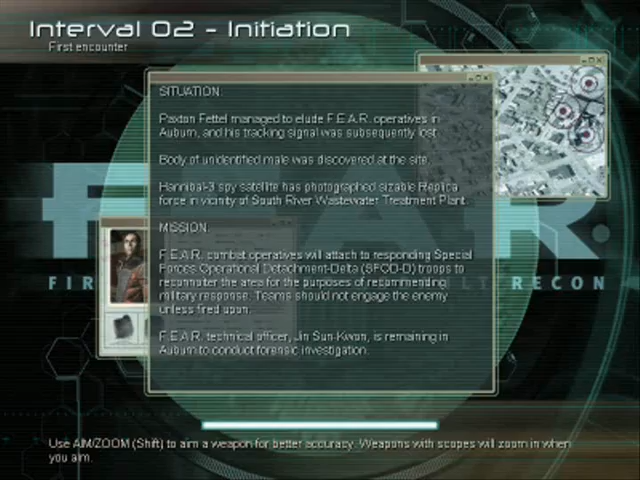 Interval 02 - Initiation
First encounter
SITUATION:
Paxton Fettel managed to elude F.E.A.R. operatives in
Auburn, and his tracking signal was subsequently lost.
Body of unidentified male was discovered at the site.
Hannibal-3 spy satellite has photographed sizable Replica
force in vicinity of South River Wastewater Treatment Plant.
MISSION:
F.E.A.R. combat operatives will attach to responding Special
Forces Operational Detachment-Delta (SFOD-D) troops to
reconnoiter the area for the purposes of recommending
military response. Teams should not engage the enemy
unless fired upon.
F.E.A.R. technical officer, Jin Sun-Kwon, is remaining in
Auburn to conduct forensic investigation.
F.E.A.R.
FIR
LT RECON
Use AIM/ZOOM (Shift) to aim a weapon for better accuracy. Weapons with scopes will zoom in when
you aim.